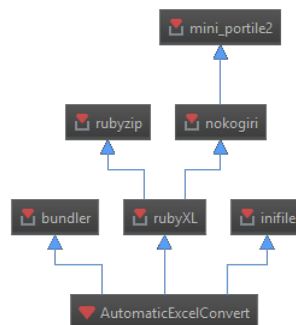 mini_portile2
rubyzip
nokogiri
bundler
rubyXL
inifile
AutomaticExcelConvert